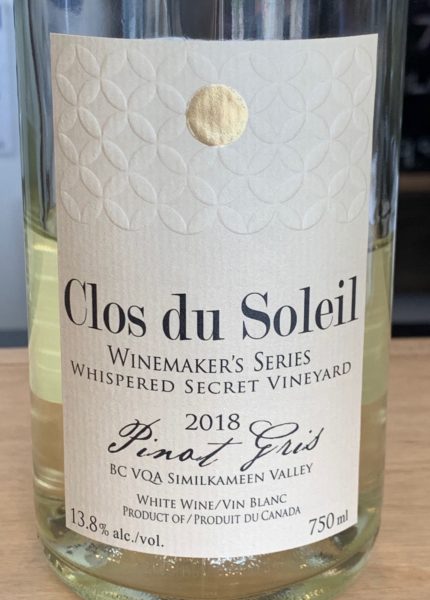 Clos du Soleil
WINEMAKER'S SERIES
WHISPERED SECRET VINEYARD
2018
Pinot Gris
BC VQA SIMILKAMEEN VALLEY
WHITE WINE/VIN BLANC
PRODUCT OF/PRODUIT DU CANADA
13.8% alc./vol.
750 ml